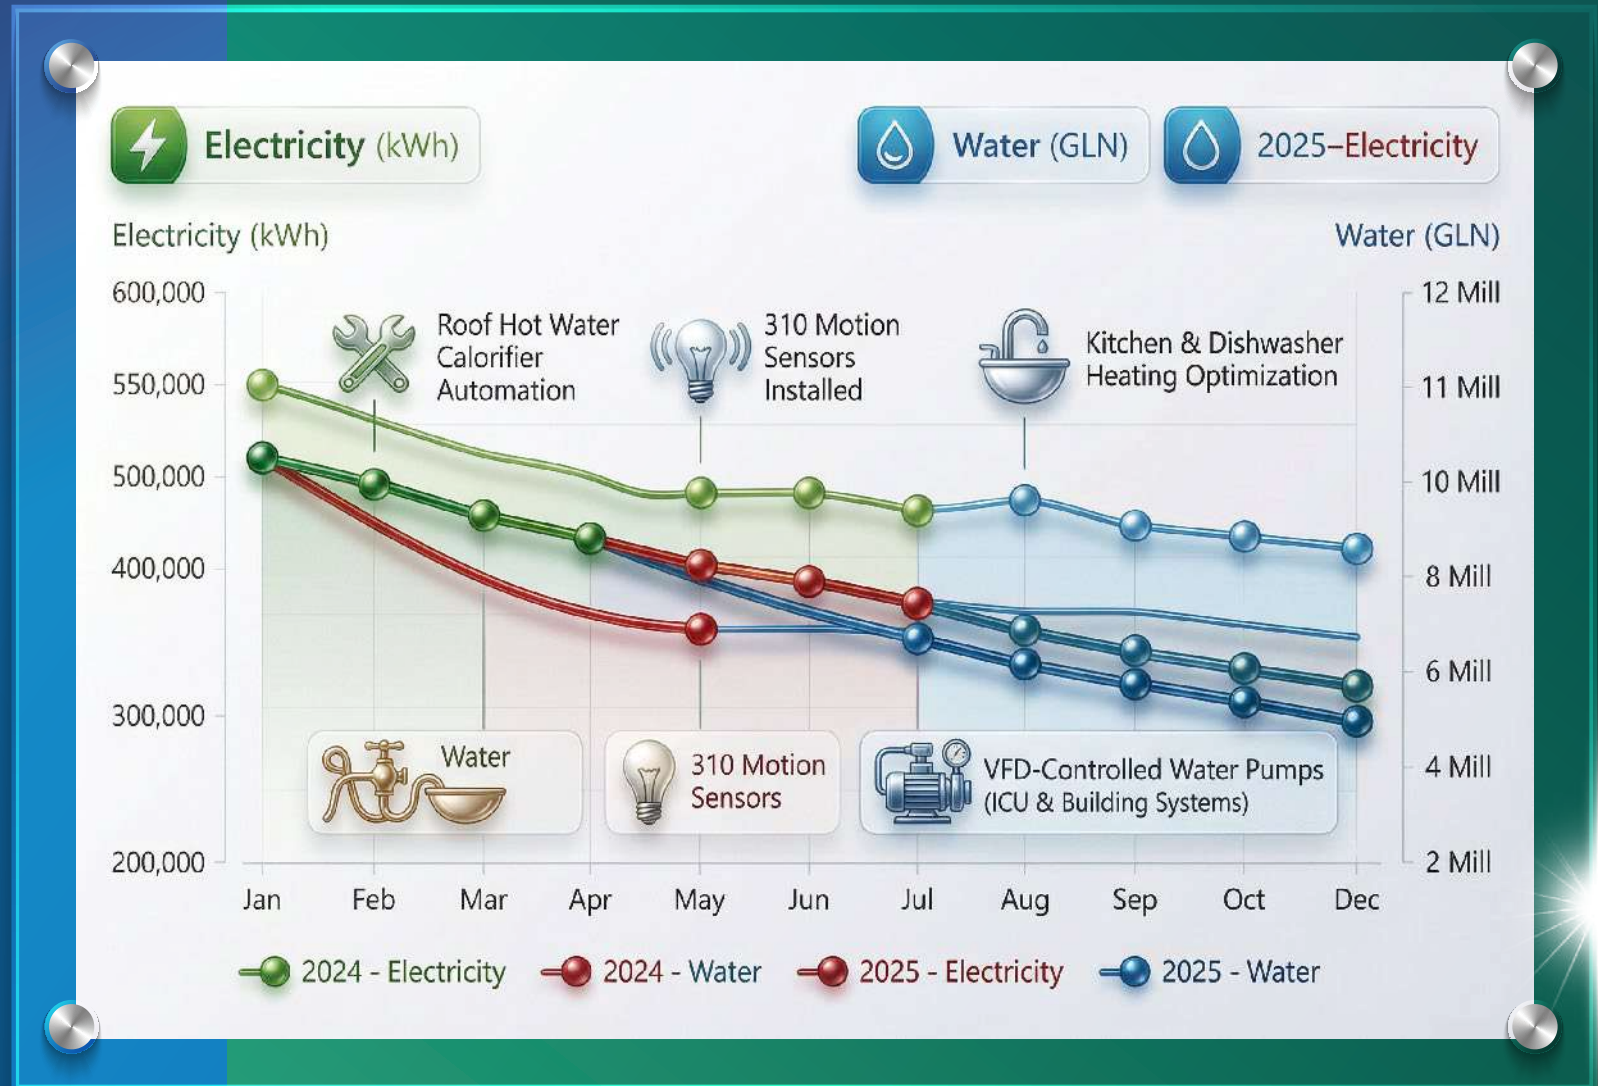 Electricity (kWh)
Water (GLN)
2025–Electricity
Electricity (kWh)
Water (GLN)
600,000
550,000
500,000
400,000
300,000
200,000
12 Mill
11 Mill
10 Mill
8 Mill
6 Mill
4 Mill
2 Mill
Roof Hot Water
Calorifier
Automation
310 Motion
Sensors
Installed
Kitchen & Dishwasher
Heating Optimization
Water
310 Motion
Sensors
VFD-Controlled Water Pumps
(ICU & Building Systems)
Jan Feb Mar Apr May Jun Jul Aug Sep Oct Dec
2024 - Electricity
2024 - Water
2025 - Electricity
2025 - Water